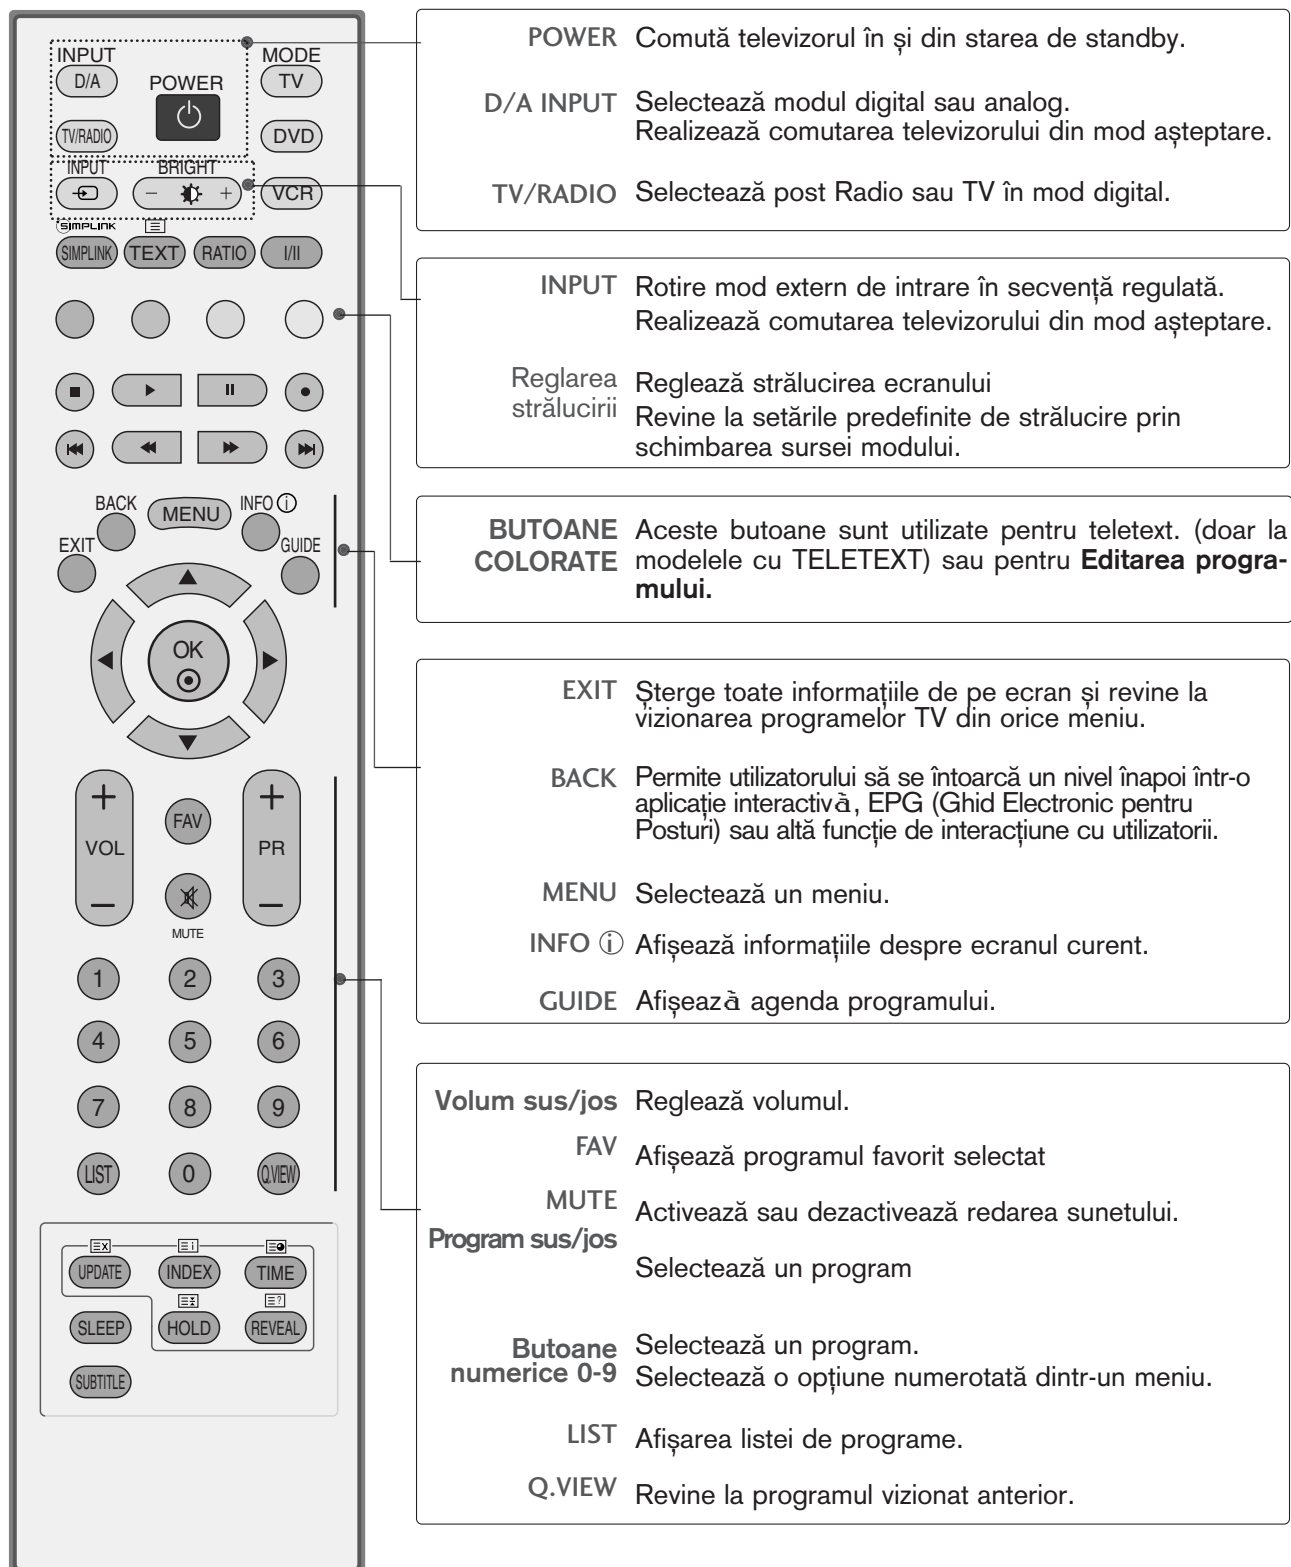 INPUT
MODE
D/A
POWER
TV
TV/RADIO
DVD
INPUT
BRIGHT
− +
VCR
SIMPLINK
SIMPLINK
TEXT
RATIO
I/II
BACK
MENU
INFO ⓘ
EXIT
GUIDE
OK
+
+
FAV
VOL
PR
−
−
MUTE
1
2
3
4
5
6
7
8
9
LIST
0
Q.VIEW
UPDATE
INDEX
TIME
SLEEP
HOLD
REVEAL
SUBTITLE
POWER Comută televizorul în și din starea de standby.
D/A INPUT Selectează modul digital sau analog.
Realizează comutarea televizorului din mod așteptare.
TV/RADIO Selectează post Radio sau TV în mod digital.
INPUT Rotire mod extern de intrare în secvență regulată.
Realizează comutarea televizorului din mod așteptare.
Reglarea strălucirii Reglează strălucirea ecranului
Revine la setările predefinite de strălucire prin
schimbarea sursei modului.
BUTOANE COLORATE Aceste butoane sunt utilizate pentru teletext. (doar la
modelele cu TELETEXT) sau pentru Editarea progra-
mului.
EXIT Șterge toate informațiile de pe ecran și revine la
vizionarea programelor TV din orice meniu.
BACK Permite utilizatorului să se întoarcă un nivel înapoi într-o
aplicație interactivă, EPG (Ghid Electronic pentru
Posturi) sau altă funcție de interacțiune cu utilizatorii.
MENU Selectează un meniu.
INFO ⓘ Afișează informațiile despre ecranul curent.
GUIDE Afișează agenda programului.
Volum sus/jos Reglează volumul.
FAV Afișează programul favorit selectat
MUTE Activează sau dezactivează redarea sunetului.
Program sus/jos
Selectează un program
Butoane numerice 0-9 Selectează un program.
Selectează o opțiune numerotată dintr-un meniu.
LIST Afișarea listei de programe.
Q.VIEW Revine la programul vizionat anterior.